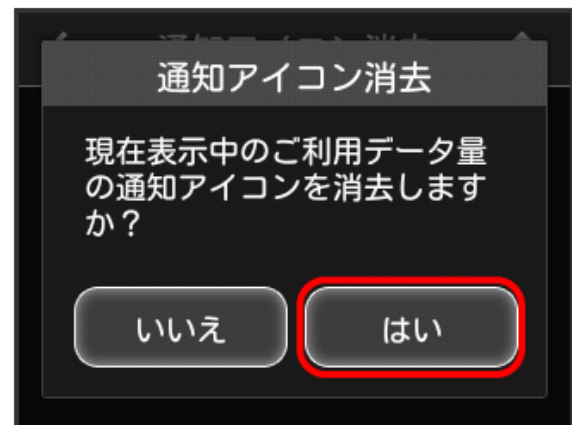 通知アイコン消去
現在表示中のご利用データ量
の通知アイコンを消去します
か？
いいえ
はい